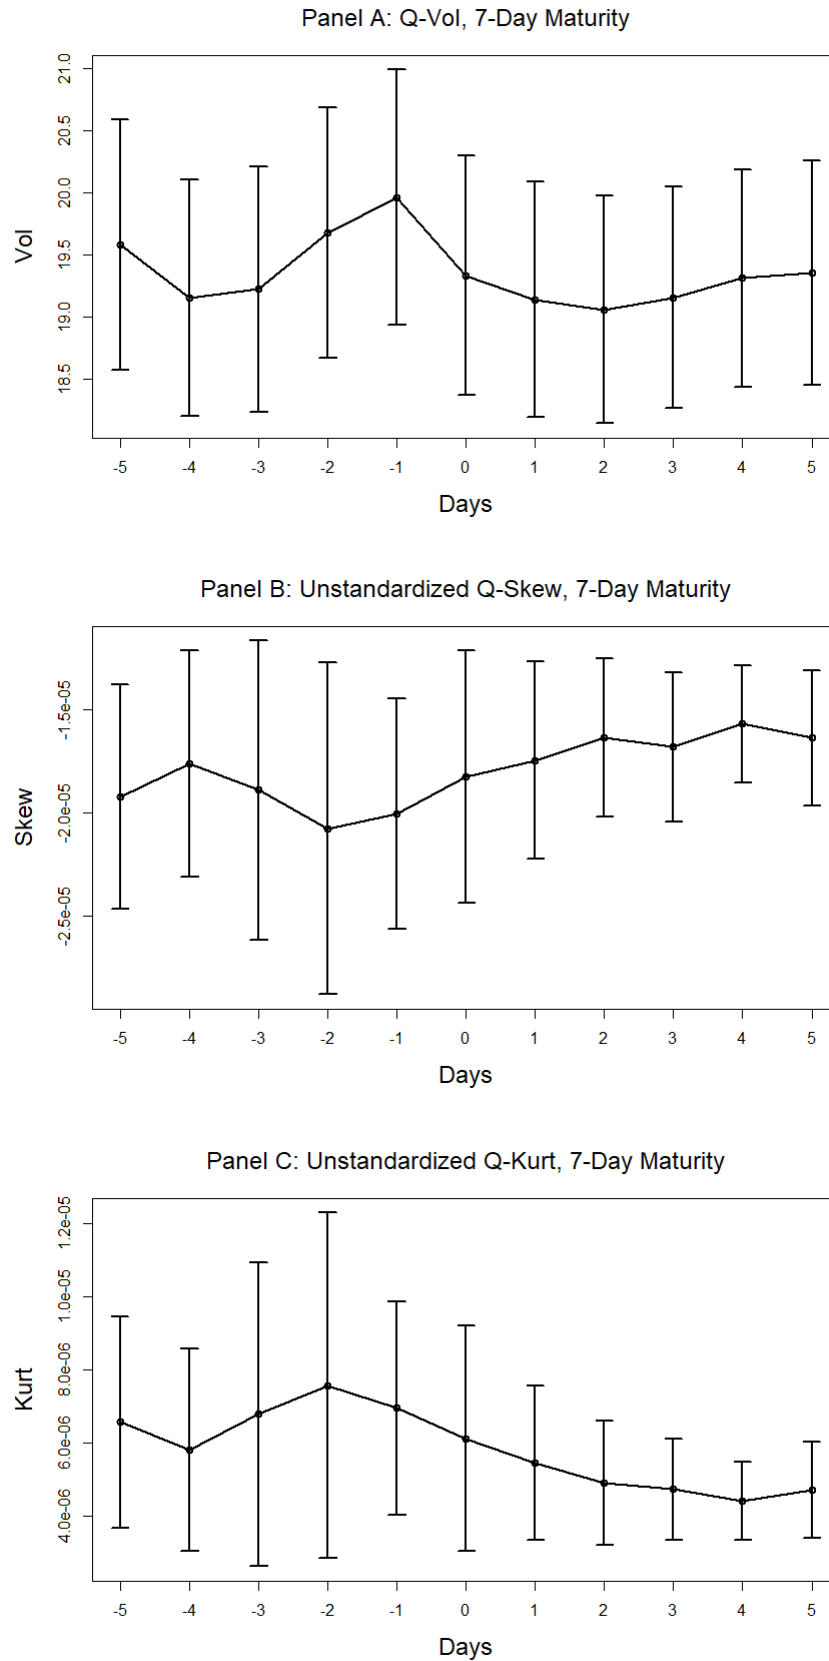 Panel A: Q-Vol, 7-Day Maturity
21.0
20.5
20.0
19.5
19.0
18.5
Vol
-5 -4 -3 -2 -1 0 1 2 3 4 5
Days
Panel B: Unstandardized Q-Skew, 7-Day Maturity
-1.5e-05
-2.0e-05
-2.5e-05
Skew
-5 -4 -3 -2 -1 0 1 2 3 4 5
Days
Panel C: Unstandardized Q-Kurt, 7-Day Maturity
1.2e-05
1.0e-05
8.0e-06
6.0e-06
4.0e-06
Kurt
-5 -4 -3 -2 -1 0 1 2 3 4 5
Days